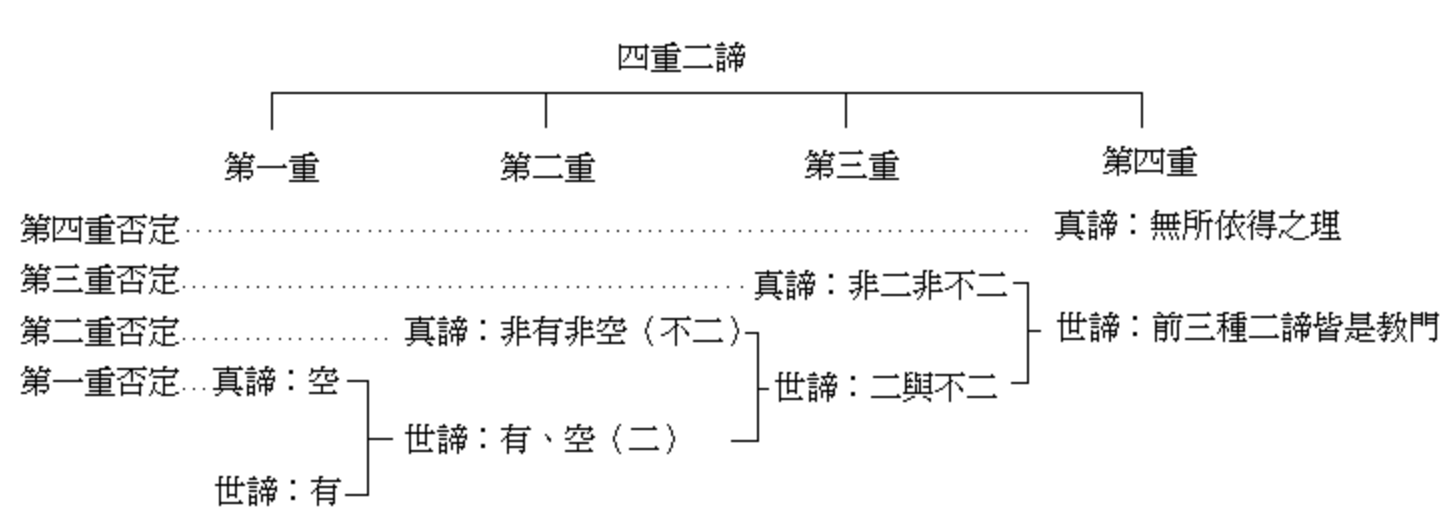 四重二諦
第一重 第二重 第三重 第四重
第四重否定 真諦：無所依得之理
第三重否定 真諦：非二非不二
第二重否定 真諦：非有非空（不二） 世諦：前三種二諦皆是教門
第一重否定 真諦：空 世諦：二與不二
世諦：有、空（二）
世諦：有